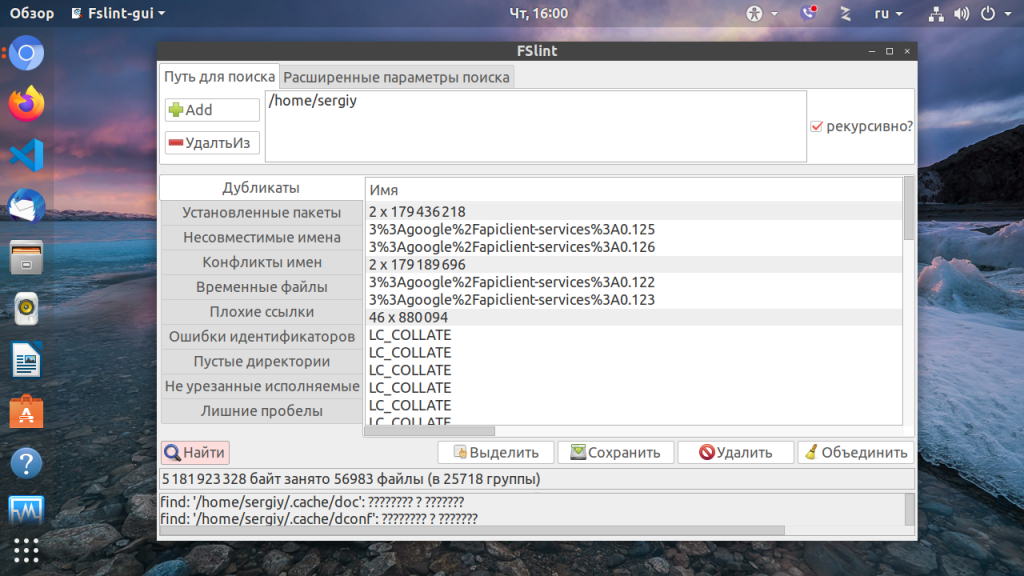 Обзор Fslint-gui Чт, 16:00 ru
FSlint
Путь для поиска Расширенные параметры поиска
Add
/home/sergiy
рекурсивно?
УдалтьИз
Дубликаты
Установленные пакеты
Несовместимые имена
Конфликты имен
Временные файлы
Плохие ссылки
Ошибки идентификаторов
Пустые директории
Не урезанные исполняемые
Лишние пробелы
Имя
2 x 179 436 218
3%3Agoogle%2Fapiclient-services%3A0.125
3%3Agoogle%2Fapiclient-services%3A0.126
2 x 179 189 696
3%3Agoogle%2Fapiclient-services%3A0.122
3%3Agoogle%2Fapiclient-services%3A0.123
46 x 880 094
LC_COLLATE
LC_COLLATE
LC_COLLATE
LC_COLLATE
LC_COLLATE
LC_COLLATE
Найти Выделить Сохранить Удалить Объединить
5 181 923 328 байт занято 56983 файлы (в 25718 группы)
find: '/home/sergiy/.cache/doc': ???????? ? ???????
find: '/home/sergiy/.cache/dconf': ???????? ? ???????